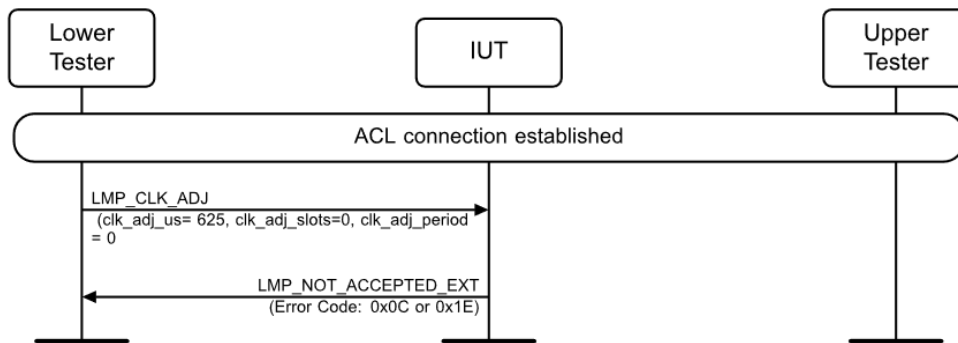 Lower
Tester
IUT
Upper
Tester
ACL connection established
LMP_CLK_ADJ
(clk_adj_us= 625, clk_adj_slots=0, clk_adj_period
= 0
LMP_NOT_ACCEPTED_EXT
(Error Code: 0x0C or 0x1E)